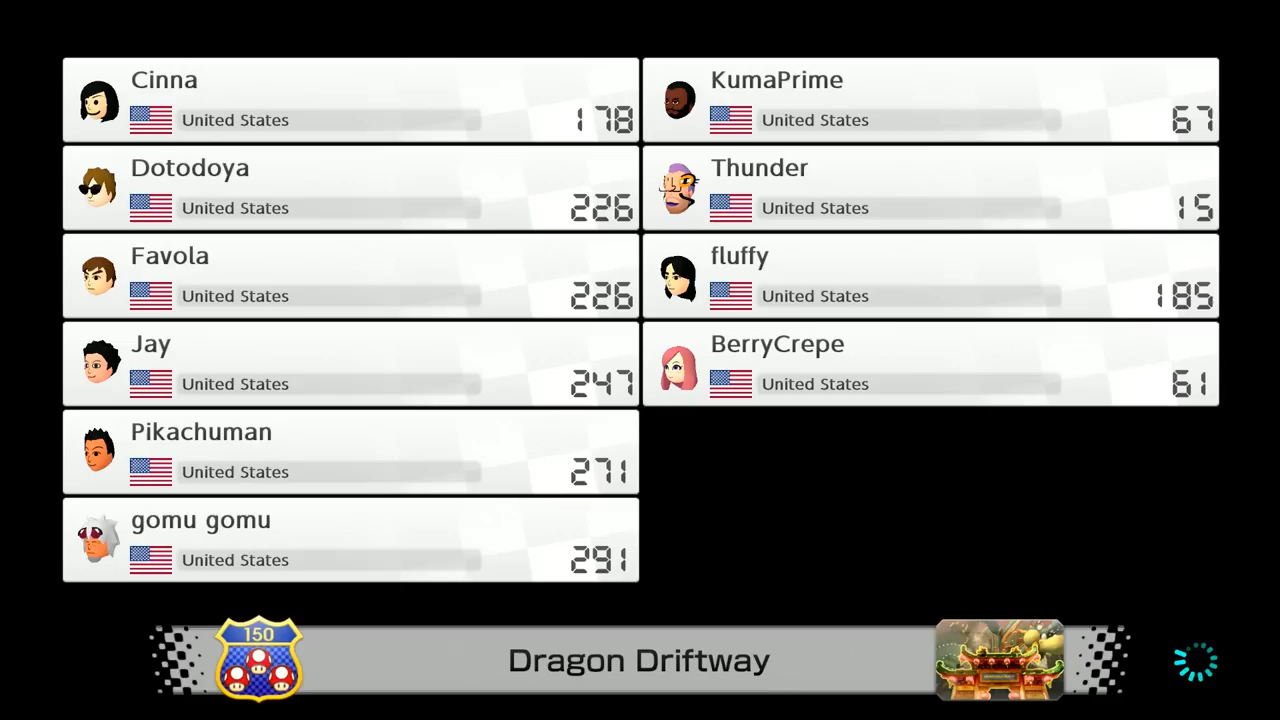 Cinna
United States
178
Dotodoya
United States
226
Favola
United States
226
Jay
United States
247
Pikachuman
United States
271
gomu gomu
United States
291
KumaPrime
United States
67
Thunder
United States
15
fluffy
United States
185
BerryCrepe
United States
61
150
Dragon Driftway